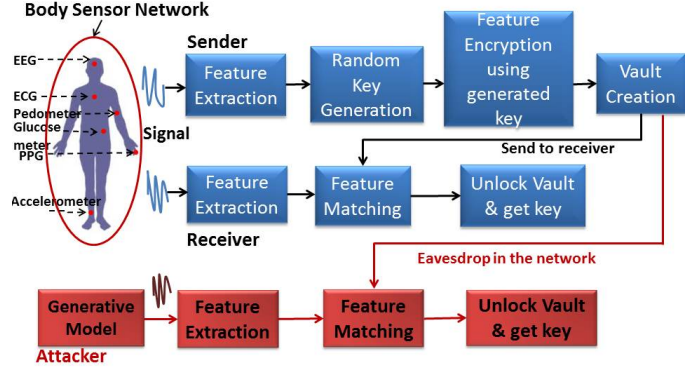 Body Sensor Network
EEG
ECG
Pedometer
Glucose
meter
PPG
Accelerometer
Signal
Sender
Feature
Extraction
Random
Key
Generation
Feature
Encryption
using
generated
key
Vault
Creation
Send to receiver
Feature
Extraction
Receiver
Feature
Matching
Unlock Vault
& get key
Eavesdrop in the network
Generative
Model
Attacker
Feature
Extraction
Feature
Matching
Unlock Vault
& get key